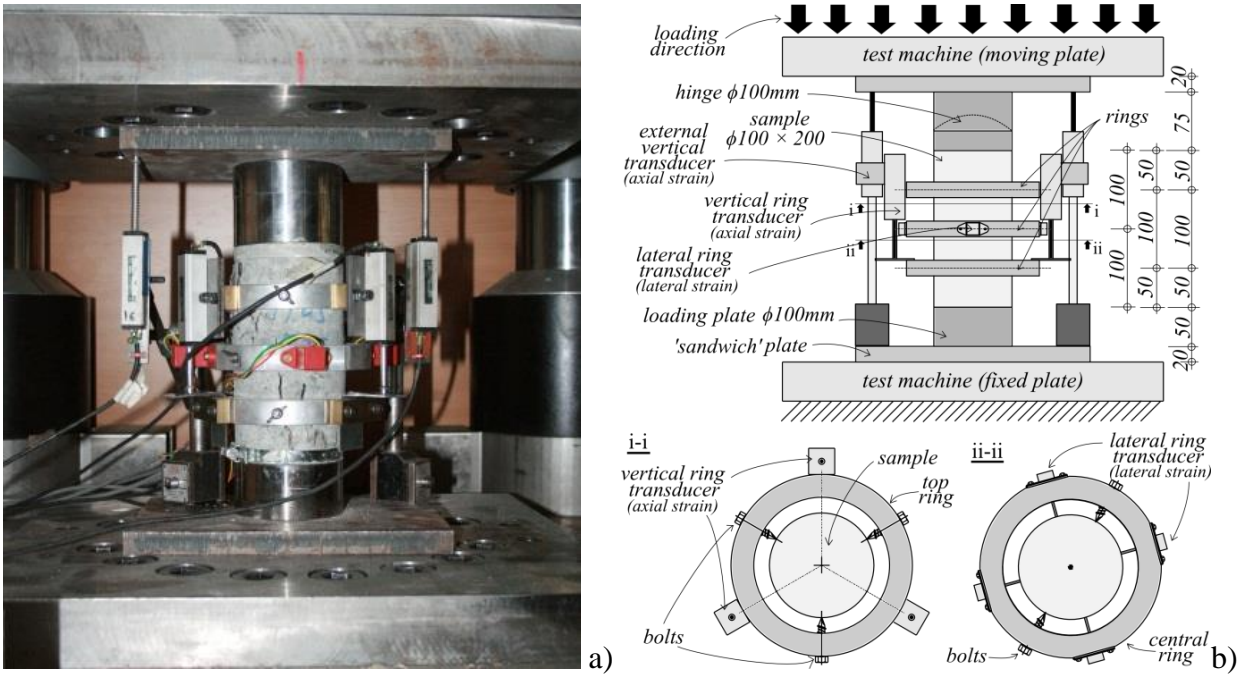 loading
direction
test machine (moving plate)
20
hinge ϕ100mm
sample
ϕ100 × 200
rings
75
external
vertical
transducer
(axial strain)
50
50
100
vertical ring
transducer
(axial strain)
i
i
100
100
ii
ii
lateral ring
transducer
(lateral strain)
100
50
50
loading plate ϕ100mm
50
'sandwich' plate
20
test machine (fixed plate)
i-i
vertical ring
transducer
(axial strain)
sample
top
ring
bolts
a)
ii-ii
lateral ring
transducer
(lateral strain)
bolts
central
ring
b)
16